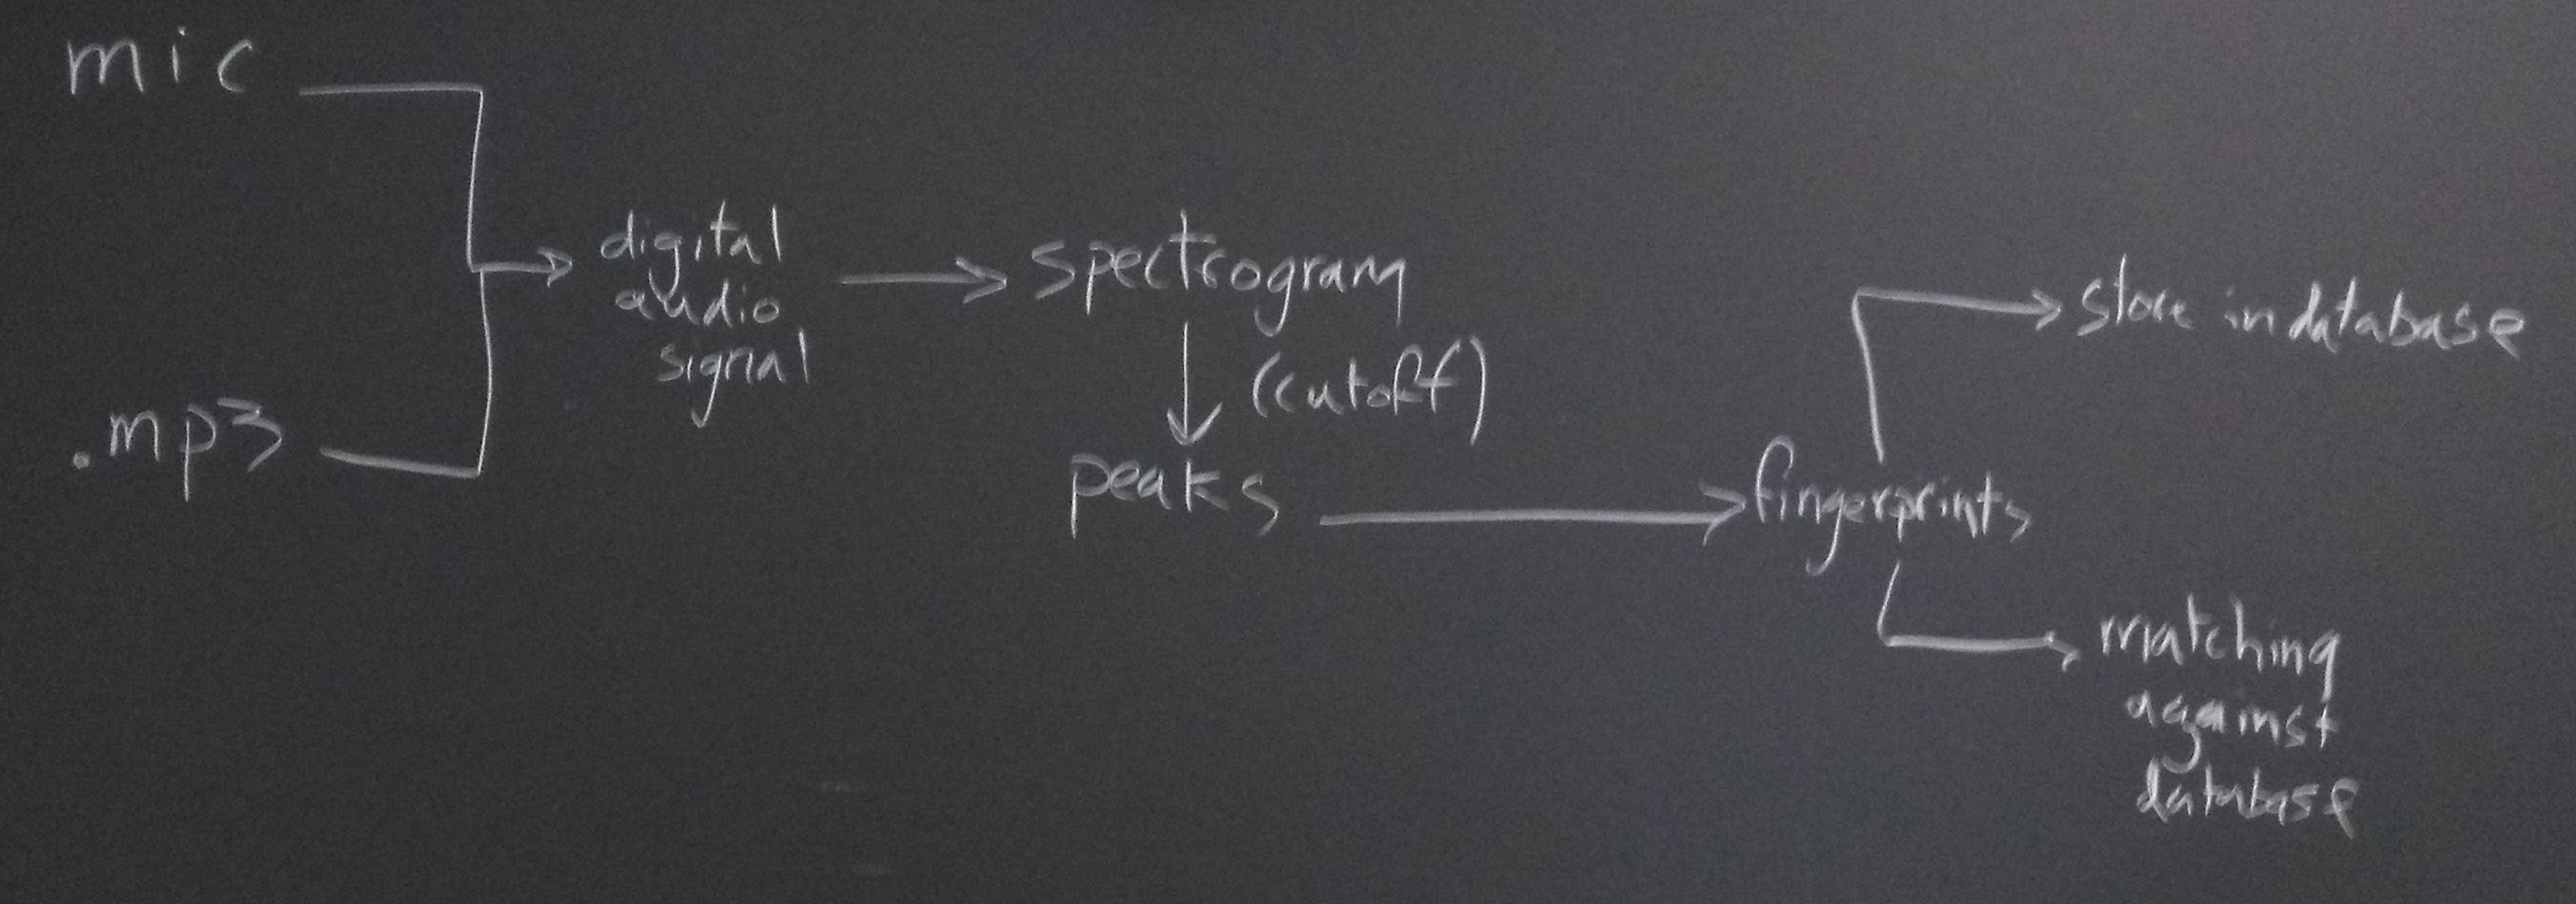 mic
.mp3
digital
audio
signal
spectrogram
(cutoff)
peaks
fingerprints
store in database
matching
against
database